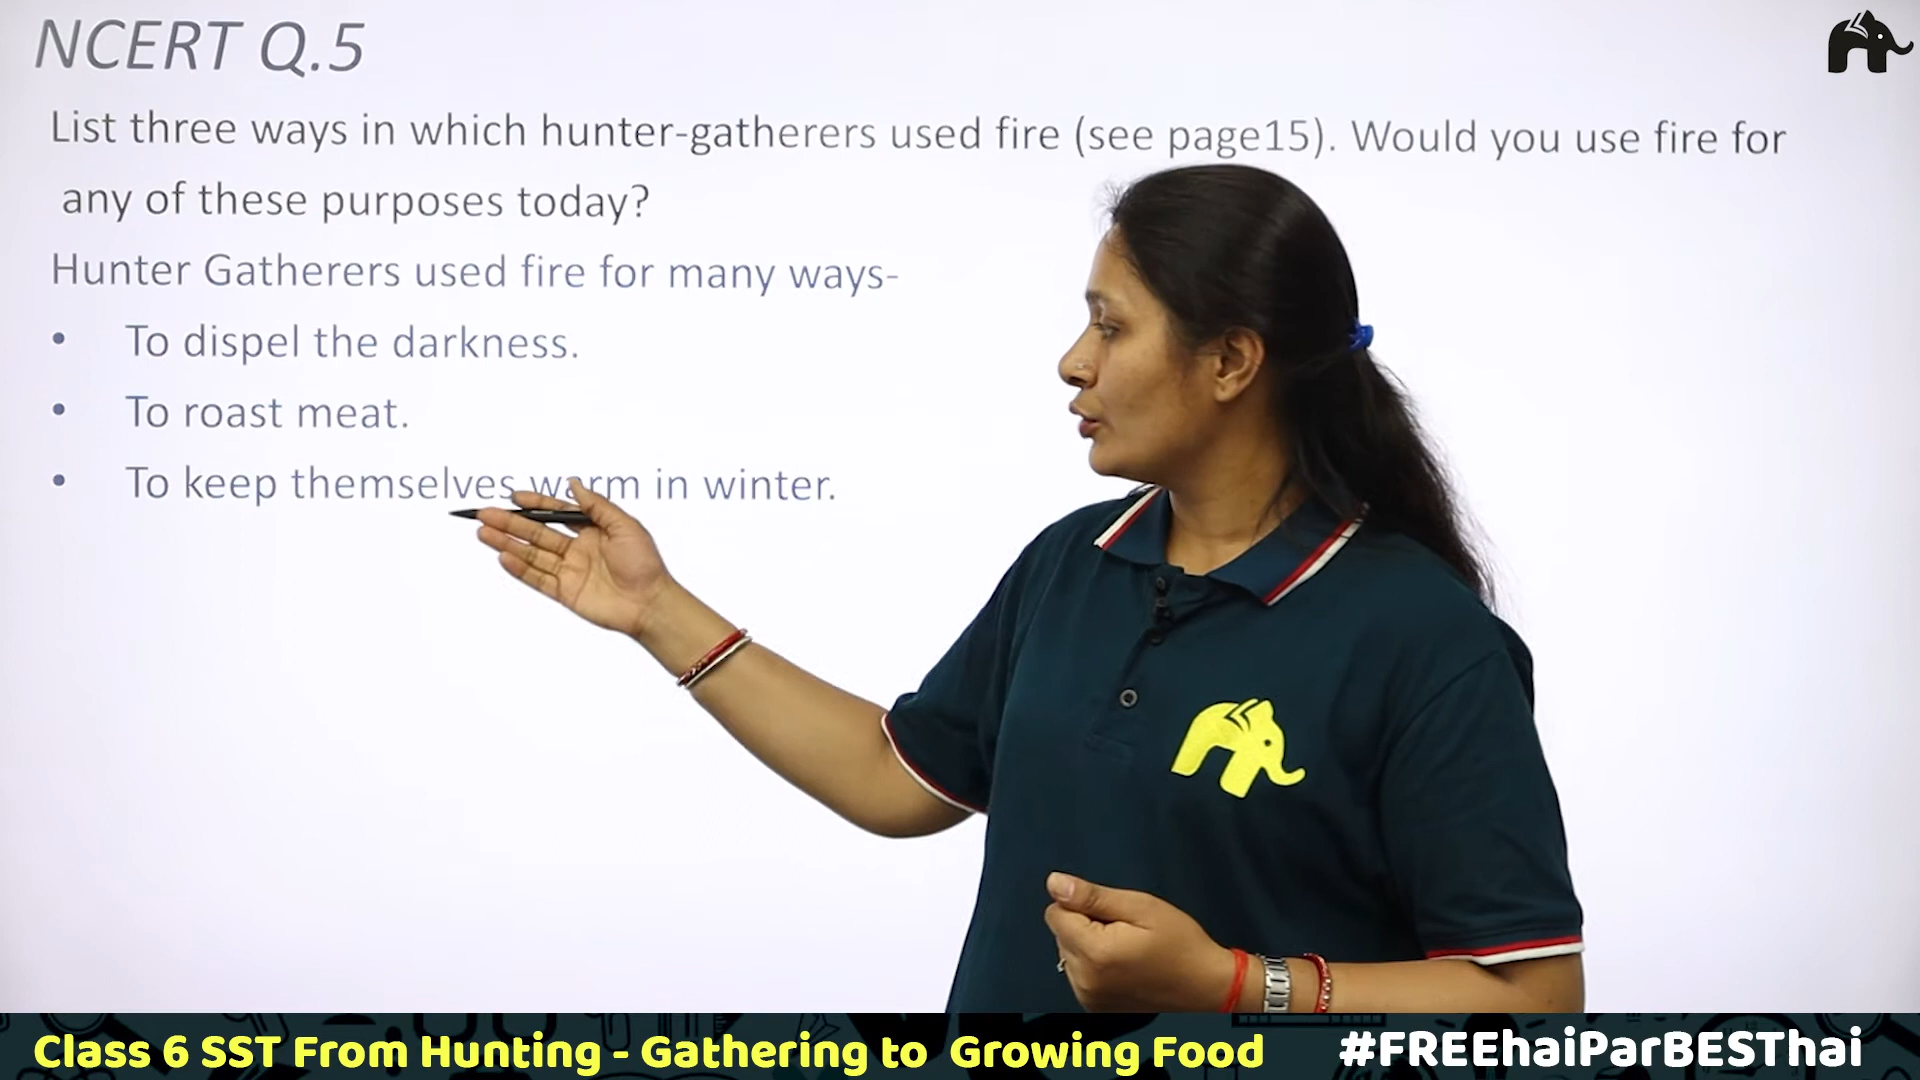 NCERT Q.5
List three ways in which hunter-gatherers used fire (see page15). Would you use fire for
any of these purposes today?
Hunter Gatherers used fire for many ways-
• To dispel the darkness.
• To roast meat.
• To keep themselves warm in winter.
Class 6 SST From Hunting - Gathering to Growing Food
#FREEhaiParBESThai